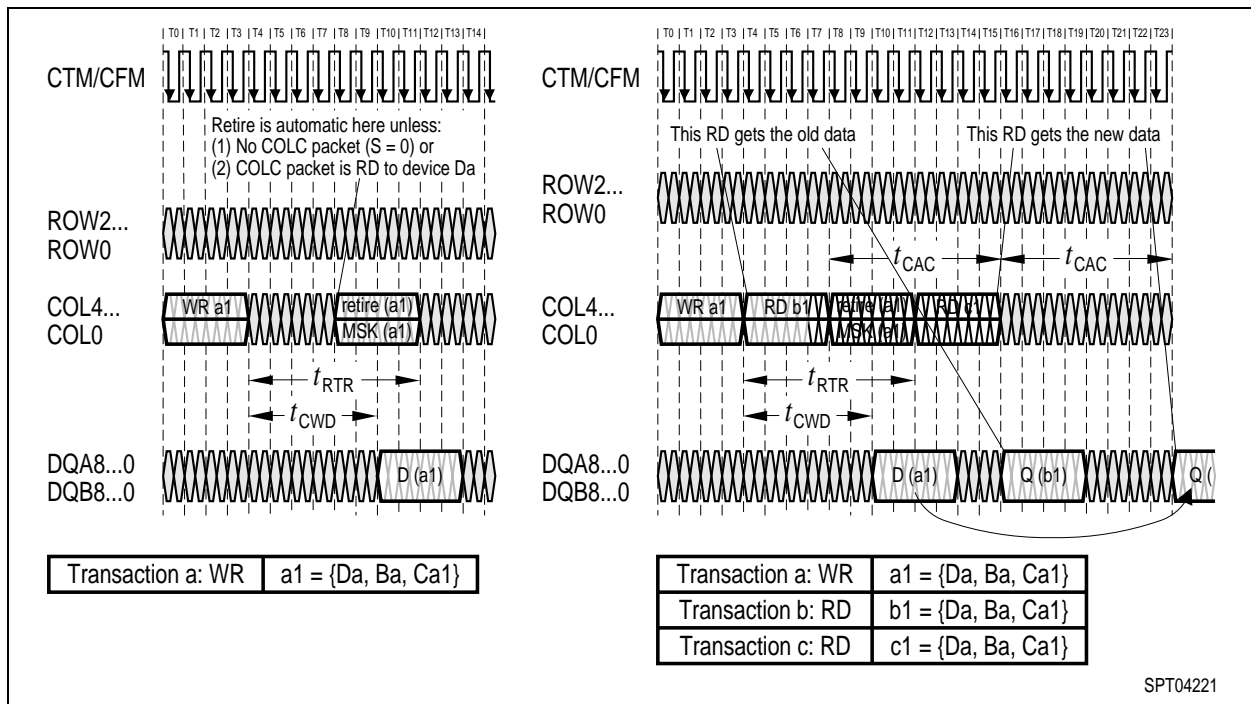 T0 T1 T2 T3 T4 T5 T6 T7 T8 T9 T10 T11 T12 T13 T14
CTM/CFM
Retire is automatic here unless:
(1) No COLC packet (S = 0) or
(2) COLC packet is RD to device Da
ROW2...
ROW0
COL4...
COL0
WR a1
retire (a1)
MSK (a1)
tRTR
tCWD
DQA8...0
DQB8...0
D (a1)
Transaction a: WR a1 = {Da, Ba, Ca1}
T0 T1 T2 T3 T4 T5 T6 T7 T8 T9 T10 T11 T12 T13 T14 T15 T16 T17 T18 T19 T20 T21 T22 T23
CTM/CFM
This RD gets the old data
This RD gets the new data
ROW2...
ROW0
tCAC
tCAC
COL4...
COL0
WR a1
RD b1
retire (a1)
MSK (a1)
RD c1
tRTR
tCWD
DQA8...0
DQB8...0
D (a1)
Q (b1)
Q (
Transaction a: WR a1 = {Da, Ba, Ca1}
Transaction b: RD b1 = {Da, Ba, Ca1}
Transaction c: RD c1 = {Da, Ba, Ca1}
SPT04221